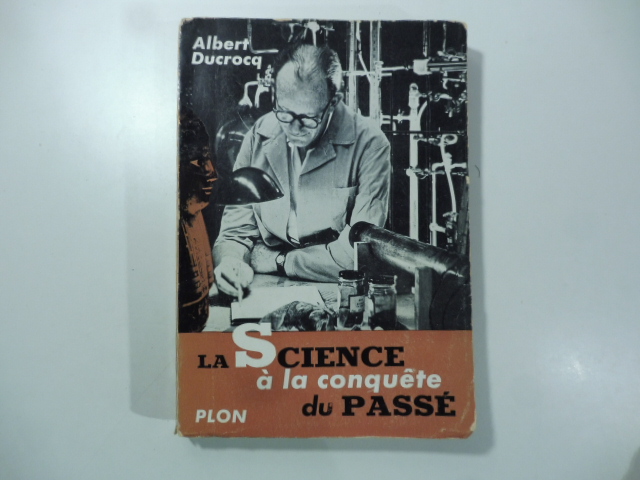 Albert
Ducrocq
LA SCIENCE
à la conquête
du PASSÉ
PLON